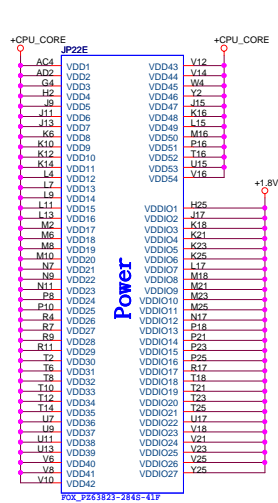 +CPU_CORE +CPU_CORE
JP22E
AC4 VDD1 VDD43 V12
AD2 VDD2 VDD44 V14
G4 VDD3 VDD45 W4
H2 VDD4 VDD46 Y2
J9 VDD5 VDD47 J15
J11 VDD6 VDD48 K16
J13 VDD7 VDD49 L15
K6 VDD8 VDD50 M16
K10 VDD9 VDD51 P16
K12 VDD10 VDD52 T16
K14 VDD11 VDD53 U15
L4 VDD12 VDD54 V16
L7 VDD13
+1.8V
L9 VDD14
L11 VDD15 VDDIO1 H25
L13 VDD16 VDDIO2 J17
M2 VDD17 VDDIO3 K18
M6 VDD18 VDDIO4 K21
M8 VDD19 VDDIO5 K23
M10 VDD20 VDDIO6 K25
N7 VDD21 VDDIO7 L17
N9 VDD22 VDDIO8 M18
N11 VDD23 VDDIO9 M21
P8 VDD24 VDDIO10 M23
P10 VDD25 VDDIO11 M25
R4 VDD26 VDDIO12 N17
R7 VDD27 VDDIO13 P18
R9 VDD28 VDDIO14 P21
R11 VDD29 VDDIO15 P23
T2 VDD30 VDDIO16 P25
T6 VDD31 VDDIO17 R17
T8 VDD32 VDDIO18 T18
T10 VDD33 VDDIO19 T21
T12 VDD34 VDDIO20 T23
T14 VDD35 VDDIO21 T25
U7 VDD36 VDDIO22 U17
U9 VDD37 VDDIO23 V18
U11 VDD38 VDDIO24 V21
U13 VDD39 VDDIO25 V23
V6 VDD40 VDDIO26 V25
V8 VDD41 VDDIO27 Y25
V10 VDD42
Power
FOX_PZ63823-284S-41F